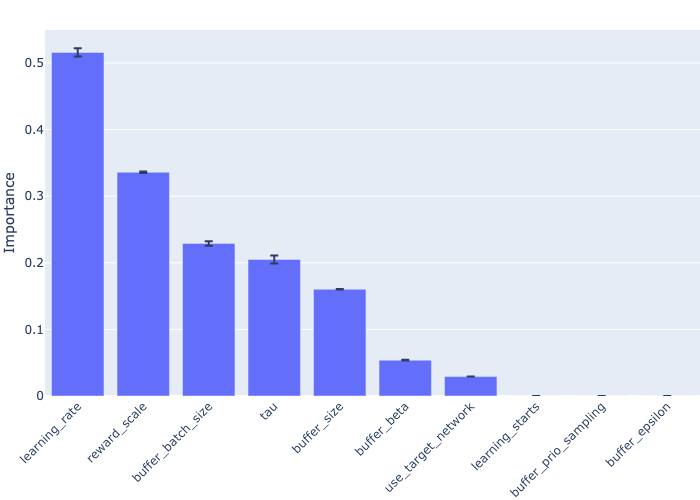 Importance
0.5
0.4
0.3
0.2
0.1
0
learning_rate
reward_scale
buffer_batch_size
tau
buffer_size
buffer_beta
use_target_network
learning_starts
buffer_prio_sampling
buffer_epsilon